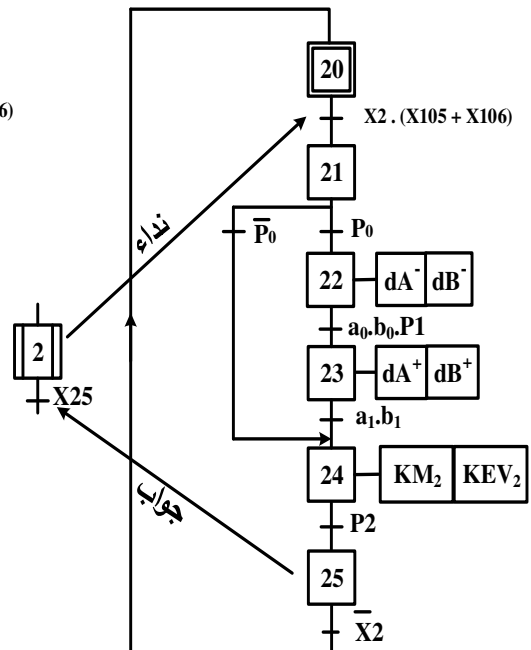 20
6)
X2 . (X105 + X106)
21
نداء
P̅₀
P₀
22
dA⁻ dB⁻
a₀.b₀.P1
2
23
dA⁺ dB⁺
X25
a₁.b₁
24
KM₂ KEV₂
جواب
P2
25
X̅2